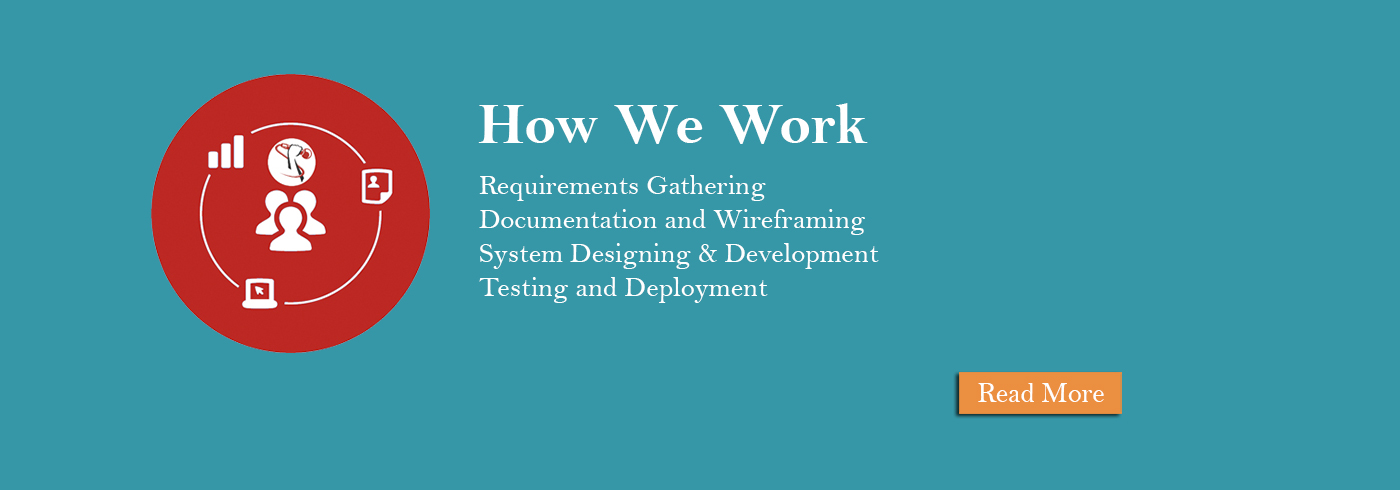 How We Work
Requirements Gathering
Documentation and Wireframing
System Designing & Development
Testing and Deployment
Read More